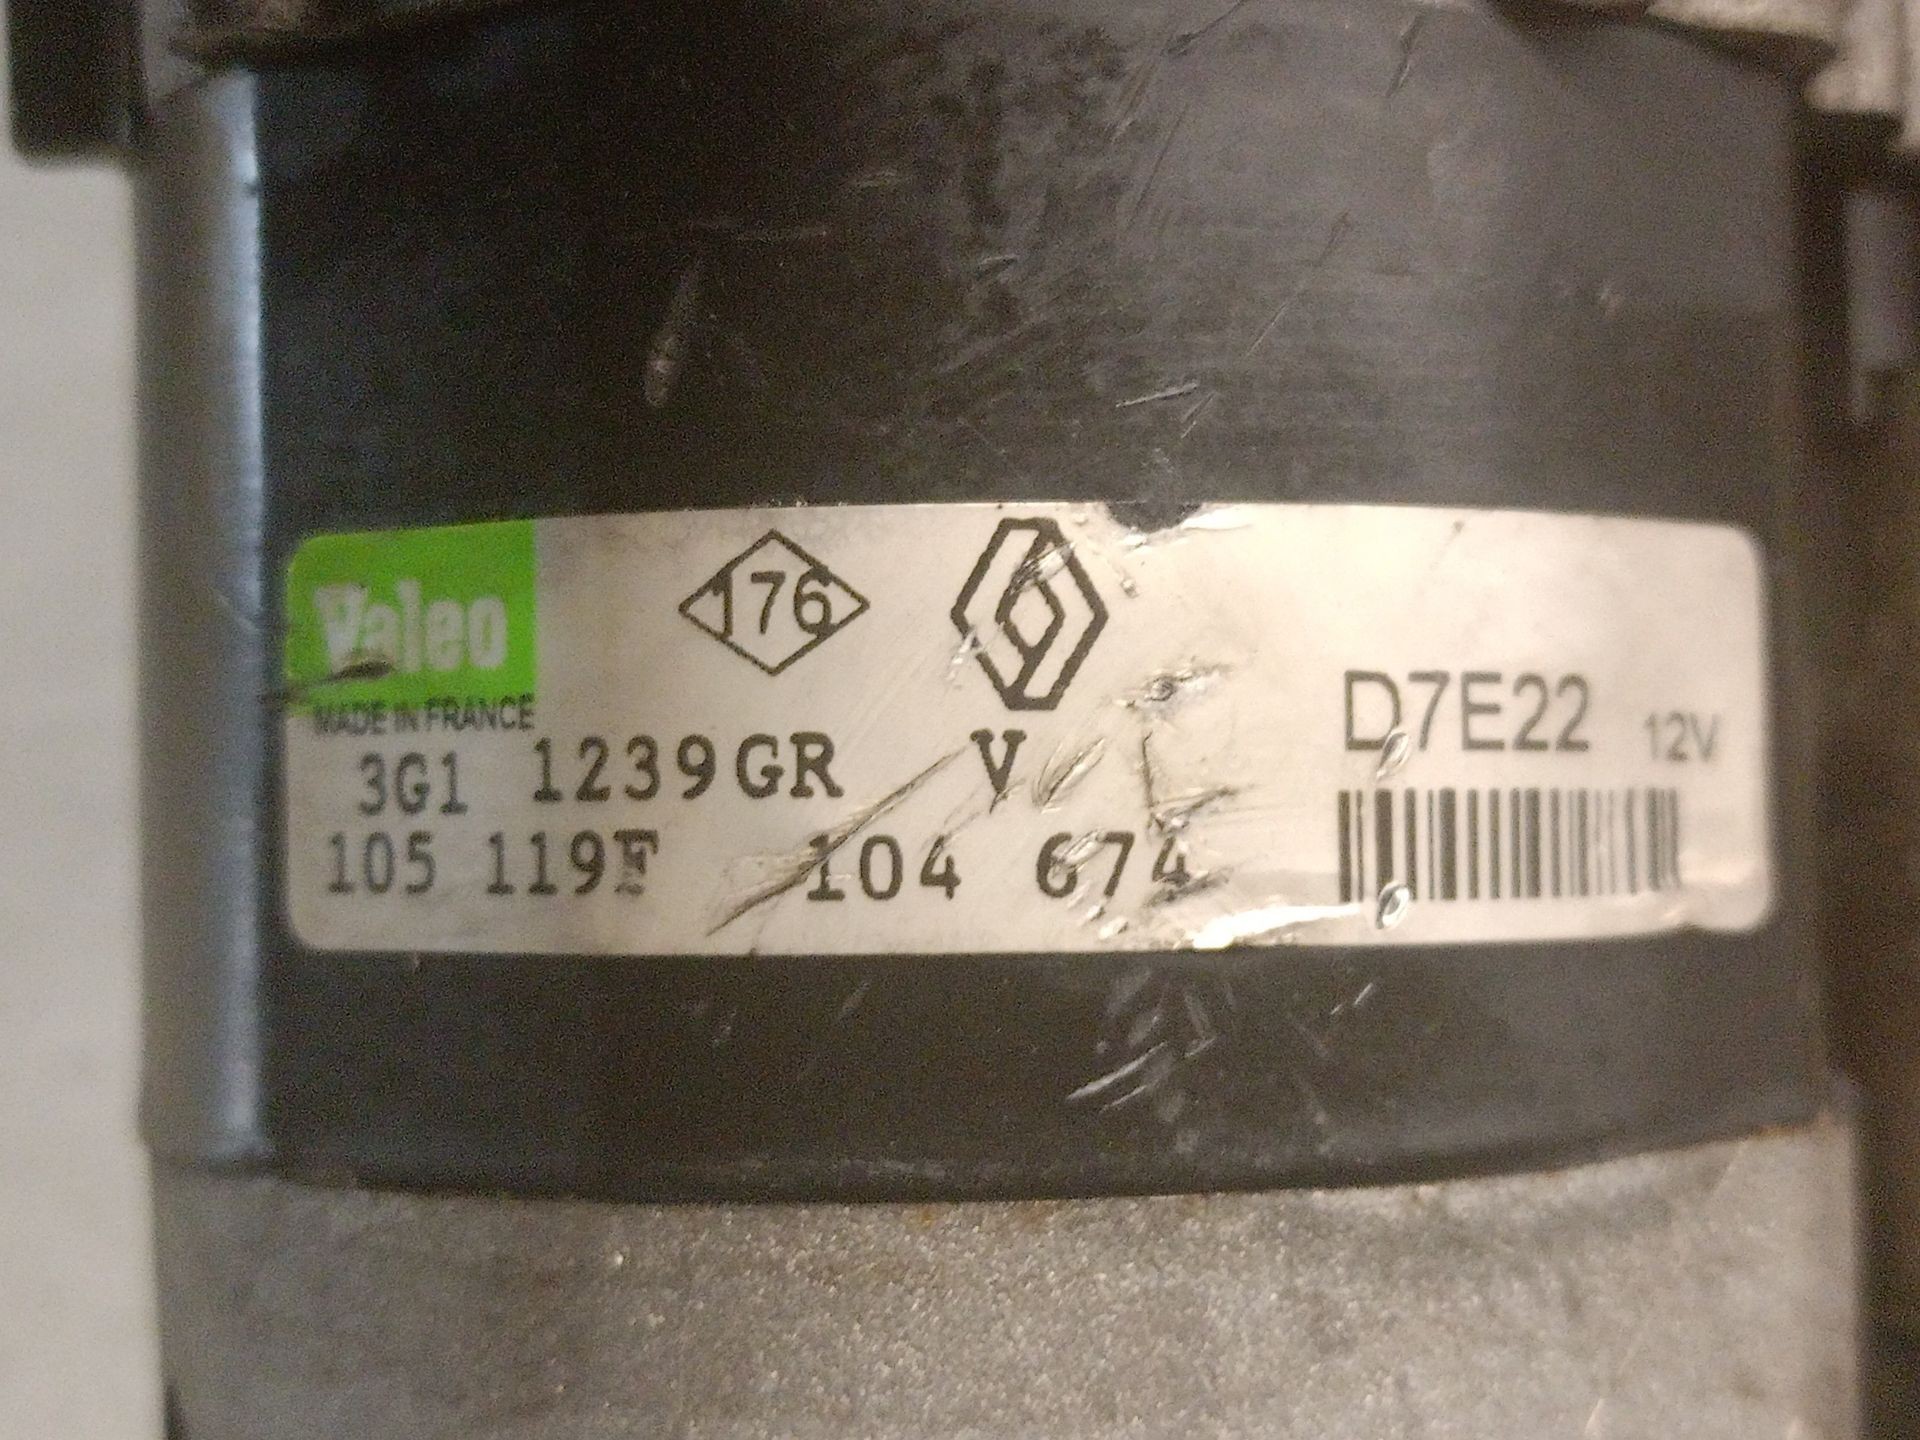 Valeo
176
MADE IN FRANCE
D7E22 12V
3G1 1239GR V
105 119F 104 674